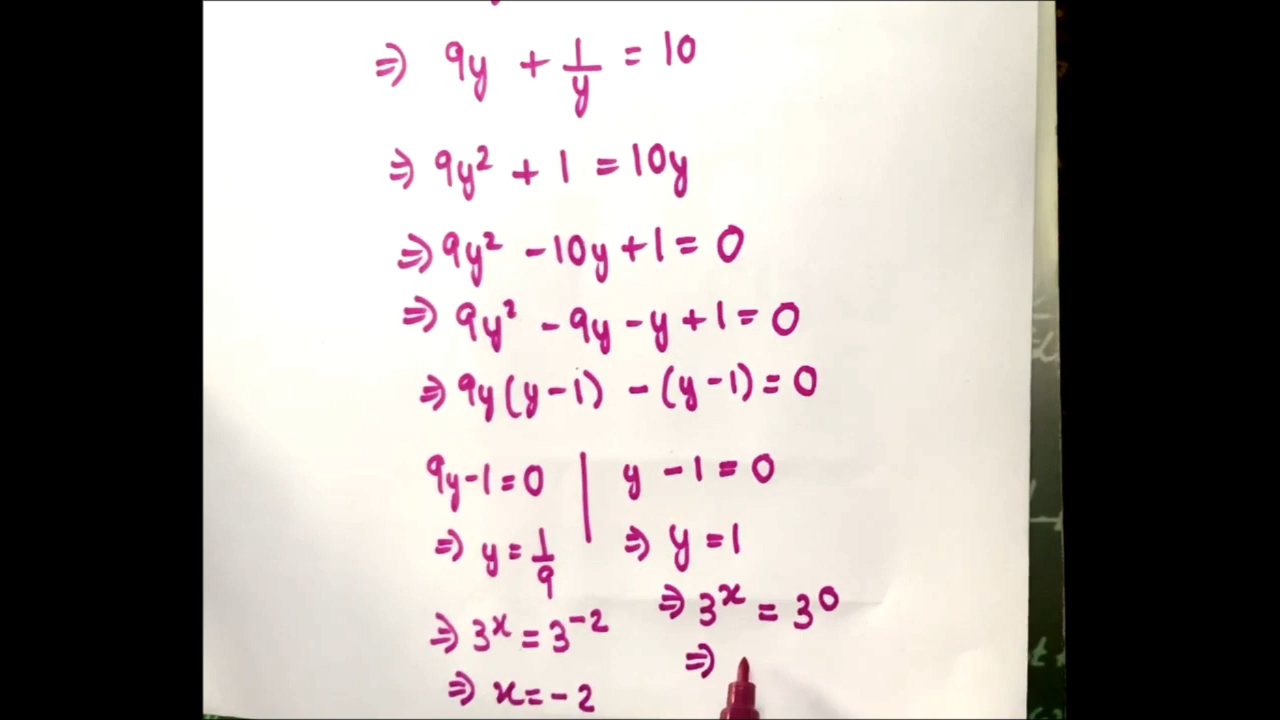 ⇒ 9y + 1/y = 10
⇒ 9y² + 1 = 10y
⇒ 9y² - 10y + 1 = 0
⇒ 9y² - 9y - y + 1 = 0
⇒ 9y(y-1) - (y-1) = 0
9y-1=0 | y-1=0
⇒ y = 1/9 ⇒ y = 1
⇒ 3ˣ = 3⁻² ⇒ 3ˣ = 3⁰
⇒ x = -2 ⇒